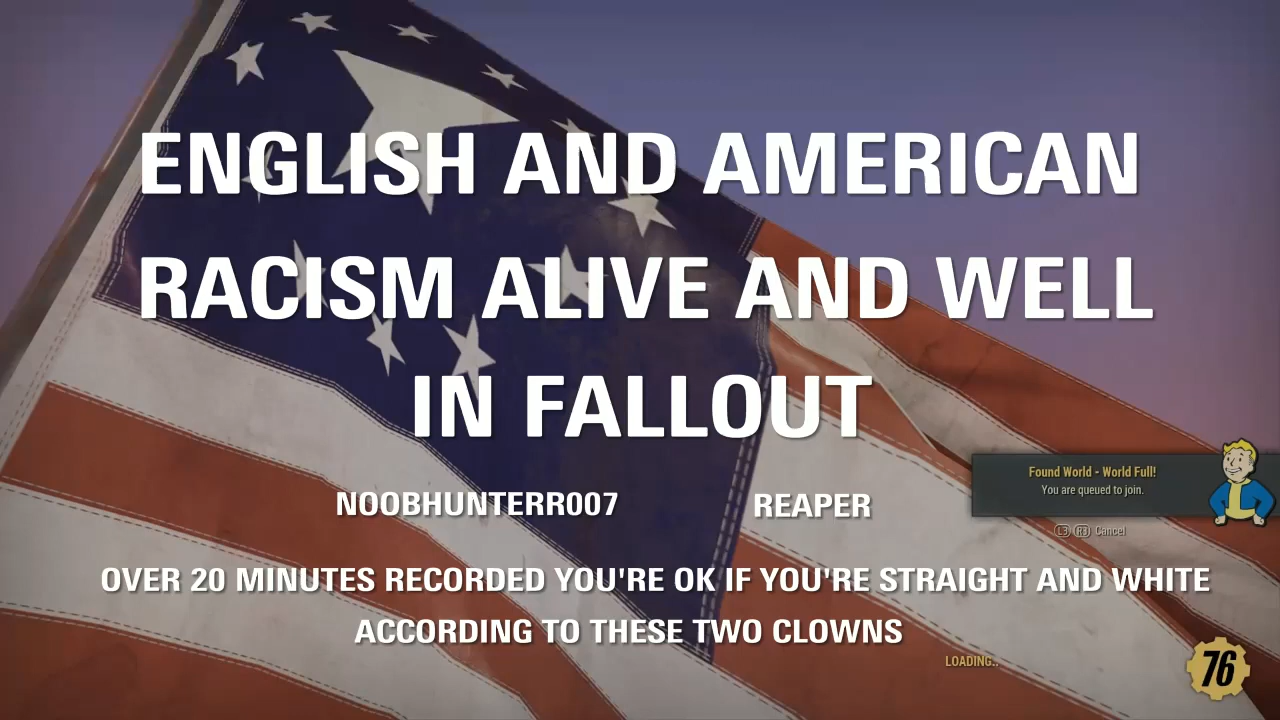 ENGLISH AND AMERICAN
RACISM ALIVE AND WELL
IN FALLOUT
Found World - World Full!
You are queued to join.
NOOBHUNTERR007 REAPER
L3 R3 Cancel
OVER 20 MINUTES RECORDED YOU'RE OK IF YOU'RE STRAIGHT AND WHITE
ACCORDING TO THESE TWO CLOWNS
LOADING..
76